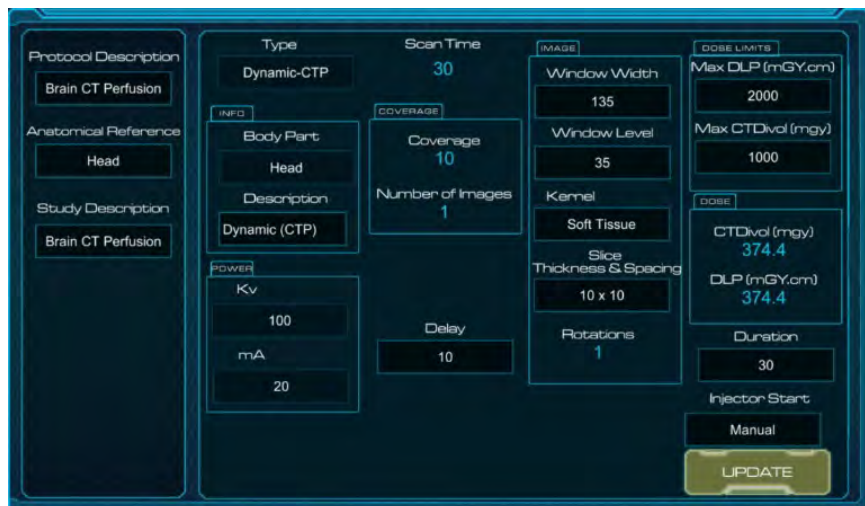 Protocol Description
Brain CT Perfusion
Anatomical Reference
Head
Study Description
Brain CT Perfusion
Type
Dynamic-CTP
Scan Time
30
INFO
Body Part
Head
Description
Dynamic (CTP)
POWER
Kv
100
mA
20
COVERAGE
Coverage
10
Number of Images
1
Delay
10
IMAGE
Window Width
135
Window Level
35
Kernel
Soft Tissue
Slice
Thickness & Spacing
10 x 10
Rotations
1
DOSE LIMITS
Max DLP (mGY.cm)
2000
Max CTDivol (mgy)
1000
DOSE
CTDivol (mgy)
374.4
DLP (mGY.cm)
374.4
Duration
30
Injector Start
Manual
UPDATE